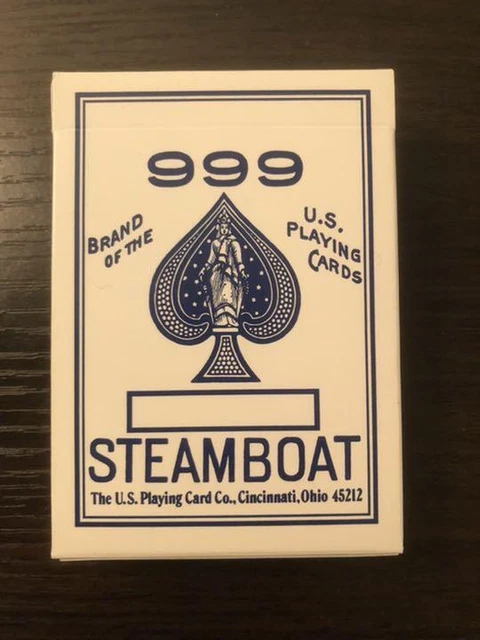 999
BRAND
OF THE
U.S.
PLAYING
CARDS
STEAMBOAT
The U.S. Playing Card Co., Cincinnati, Ohio 45212